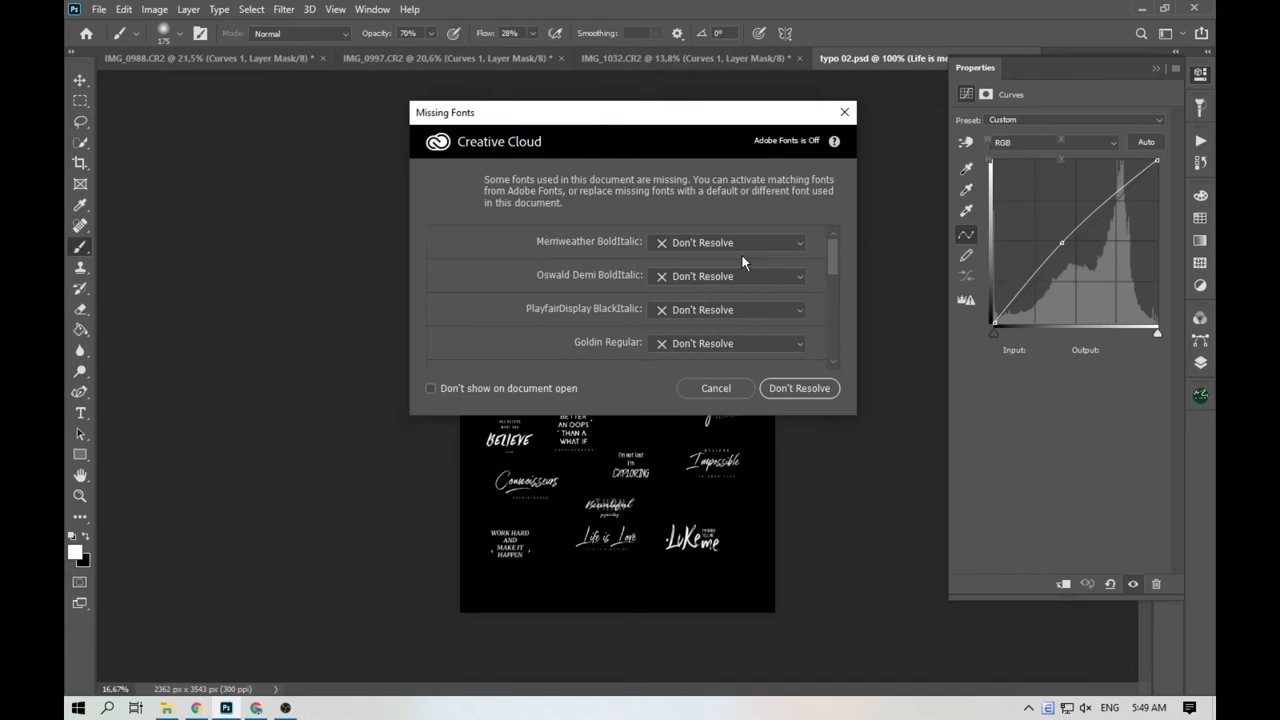 Ps File Edit Image Layer Type Select Filter 3D View Window Help
175 Mode: Normal Opacity: 70% Flow: 28% Smoothing: 0°
IMG_0988.CR2 @ 21,5% (Curves 1, Layer Mask/8) * × IMG_0997.CR2 @ 20,6% (Curves 1, Layer Mask/8) * × IMG_1032.CR2 @ 13,8% (Curves 1, Layer Mask/8) * × typo 02.psd @ 100% (Life is
Properties
Curves
Preset: Custom
RGB Auto
Input: Output:
Missing Fonts
Creative Cloud Adobe Fonts is Off
Some fonts used in this document are missing. You can activate matching fonts
from Adobe Fonts, or replace missing fonts with a default or different font used
in this document.
Merriweather BoldItalic: Don't Resolve
Oswald Demi BoldItalic: Don't Resolve
PlayfairDisplay BlackItalic: Don't Resolve
Goldin Regular: Don't Resolve
Don't show on document open Cancel Don't Resolve
BELIEVE
BETTER
AN OOPS
THAN A
WHAT IF
I'm not lost
I'm
EXPLORING
BELIEVE
Impossible
Connoisseurs
Beautiful
WORK HARD
AND
MAKE IT
HAPPEN
Life is Love
LiKe me
16,67% 2362 px x 3543 px (300 ppi)
Ps ENG 5:49 AM